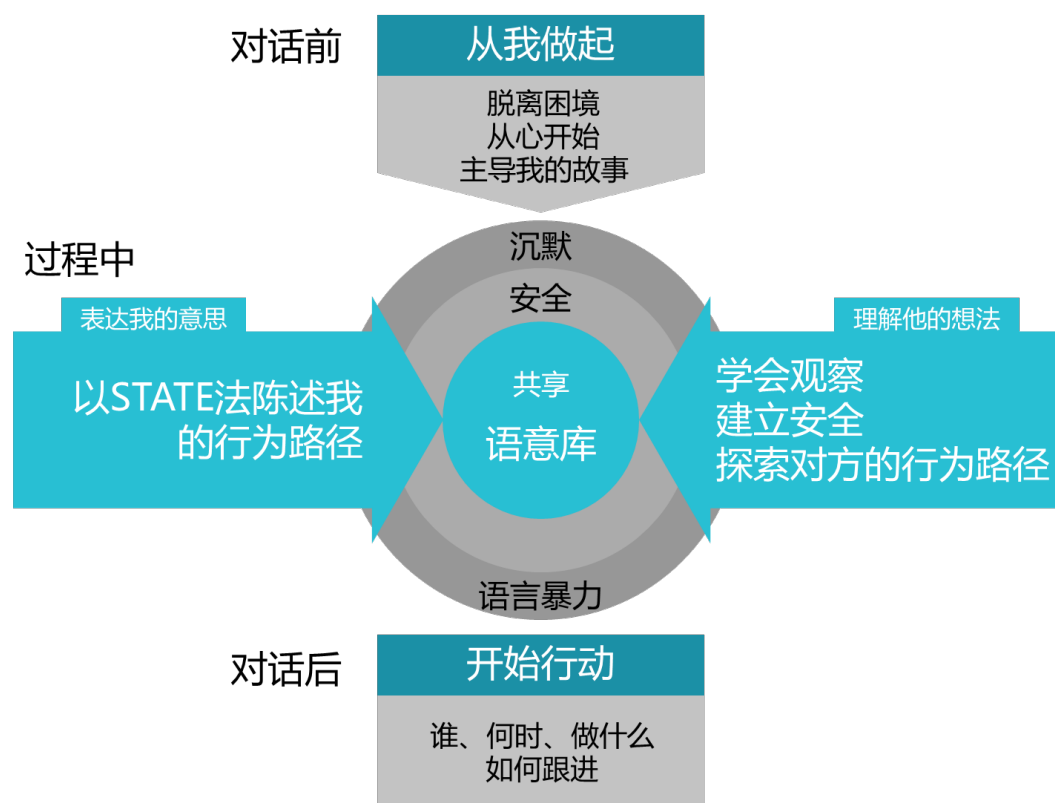 对话前
从我做起
脱离困境
从心开始
主导我的故事
过程中
沉默
安全
表达我的意思
以STATE法陈述我
的行为路径
共享
语意库
理解他的想法
学会观察
建立安全
探索对方的行为路径
语言暴力
对话后
开始行动
谁、何时、做什么
如何跟进